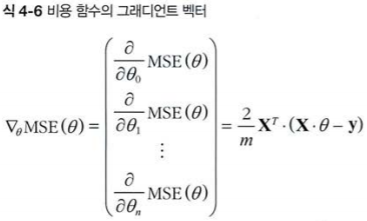 식 4-6 비용 함수의 그래디언트 벡터
∂/∂θ₀ MSE(θ)
∂/∂θ₁ MSE(θ)
∇θMSE(θ) = ( ⋮ ) = 2/m Xᵀ · (X · θ − y)
∂/∂θₙ MSE(θ)